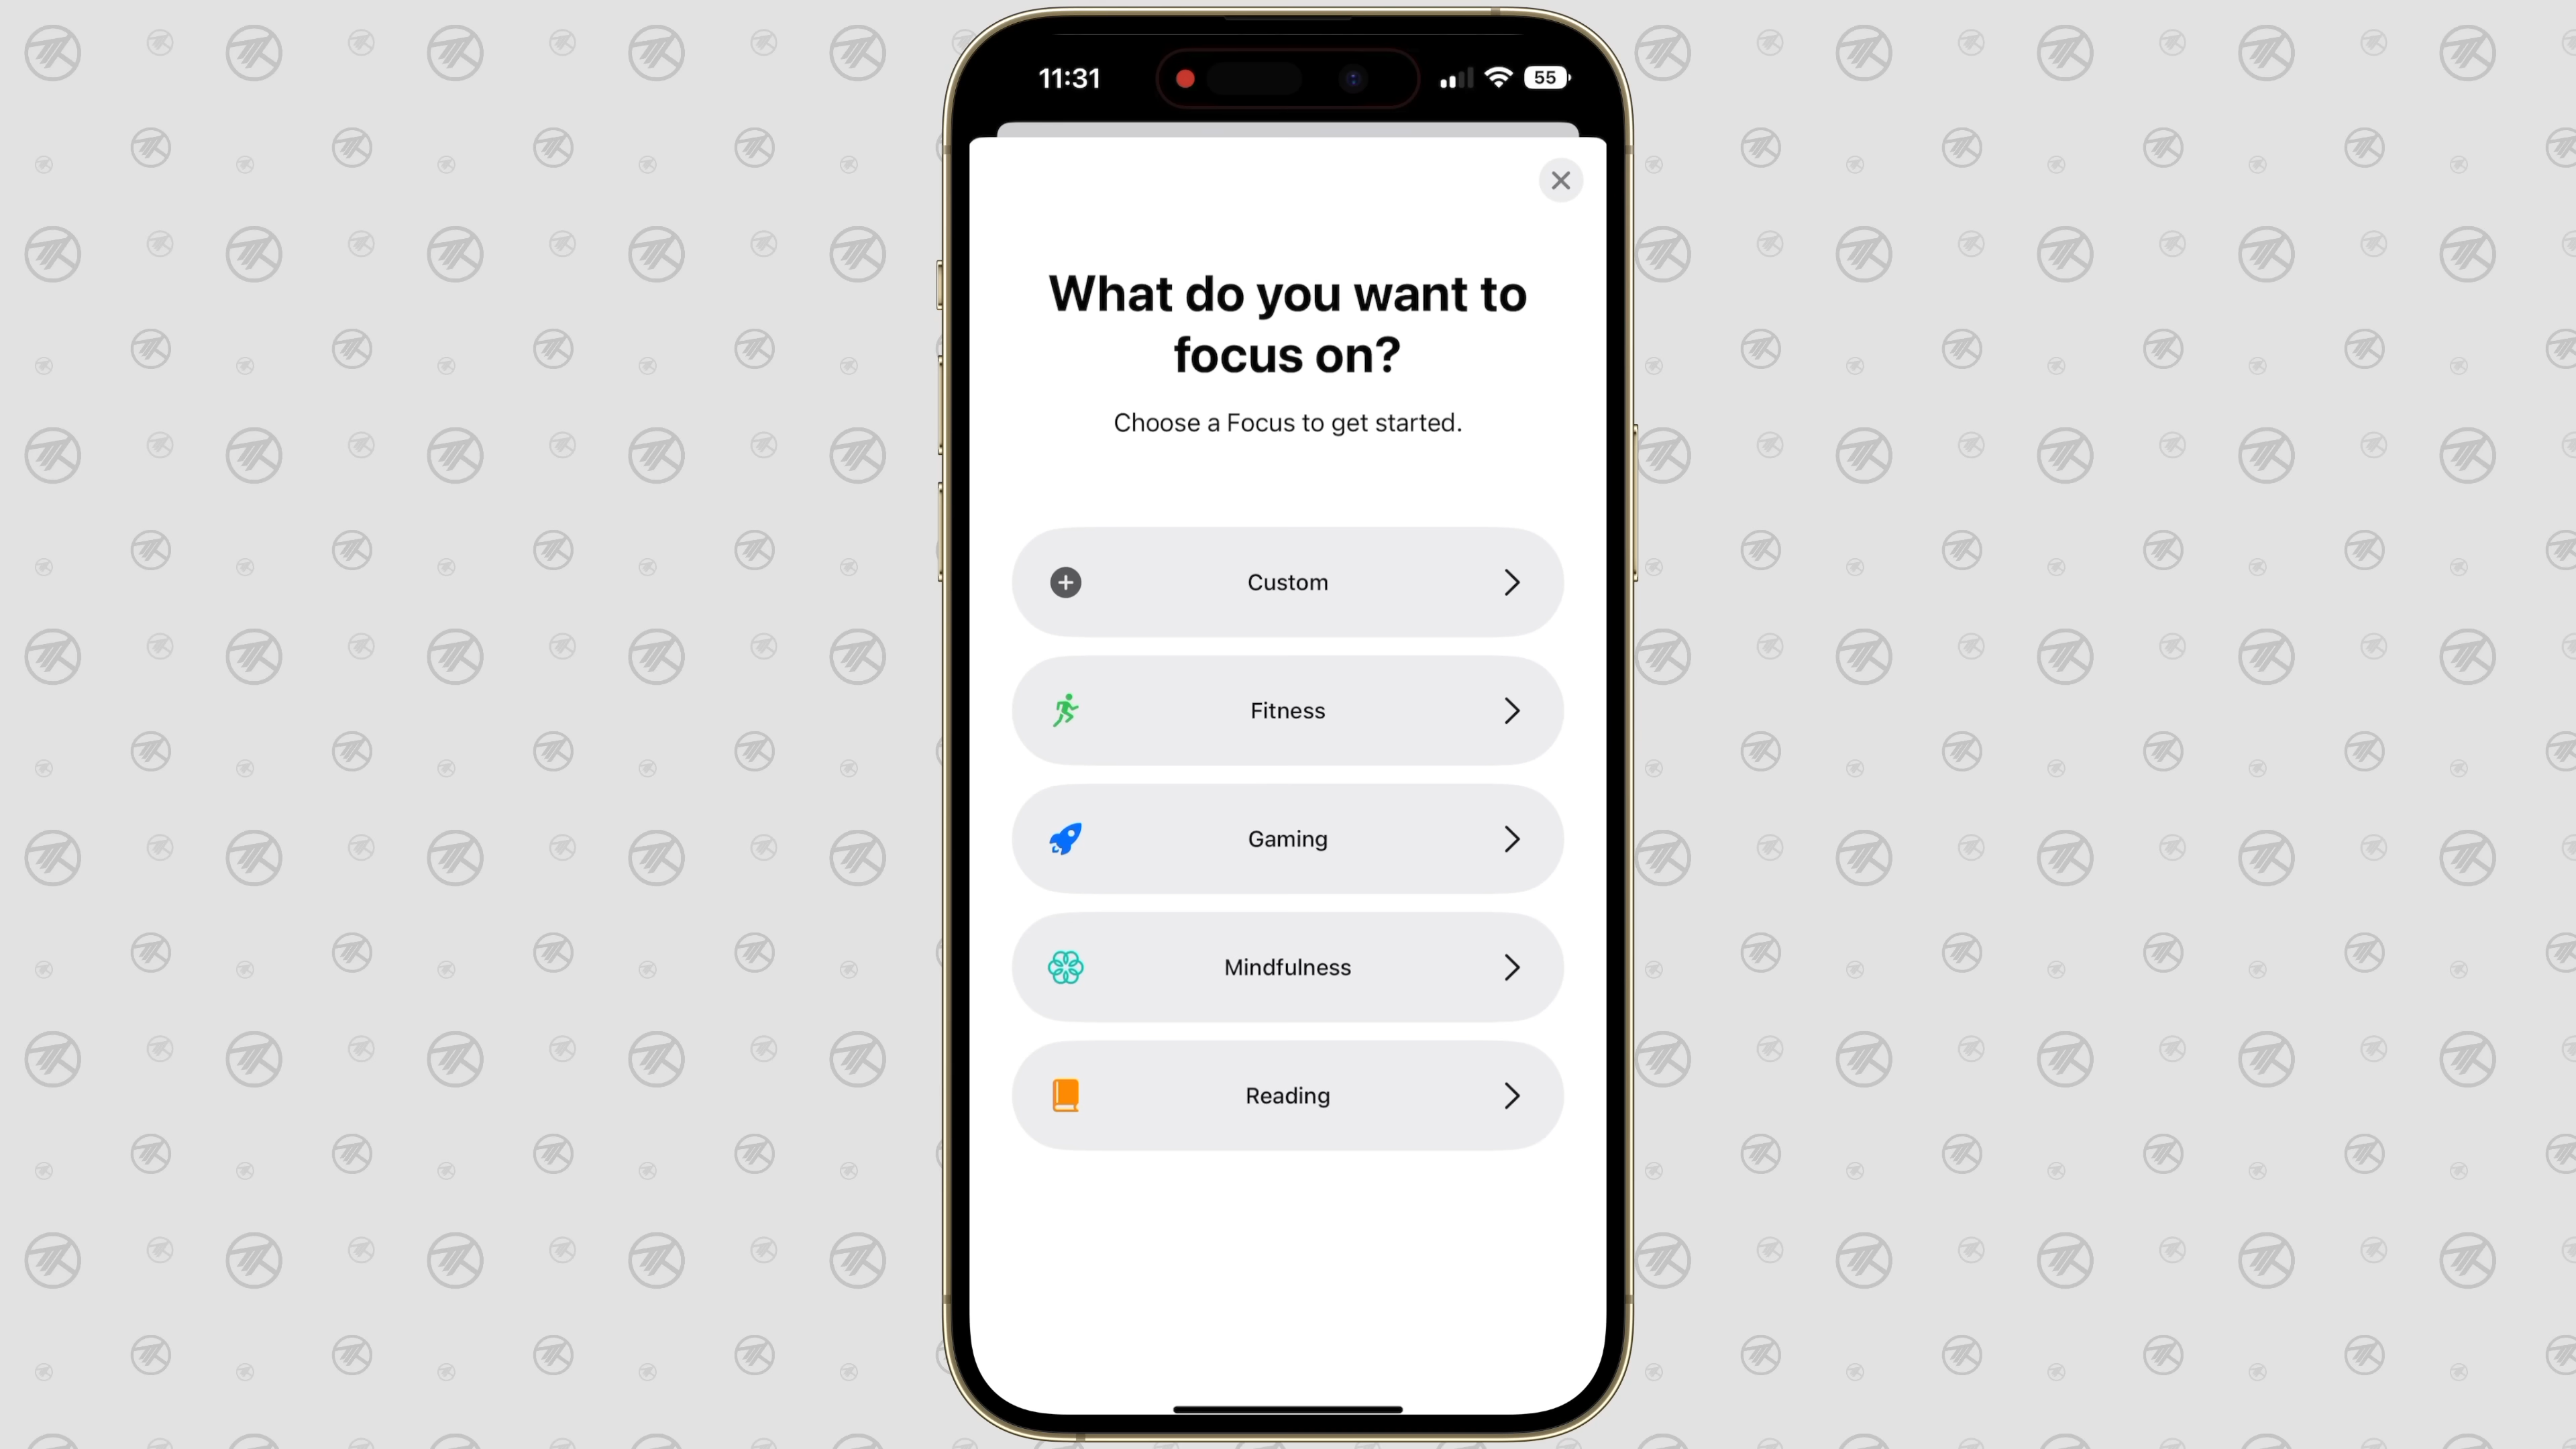 11:31
55
What do you want to
focus on?
Choose a Focus to get started.
Custom
Fitness
Gaming
Mindfulness
Reading